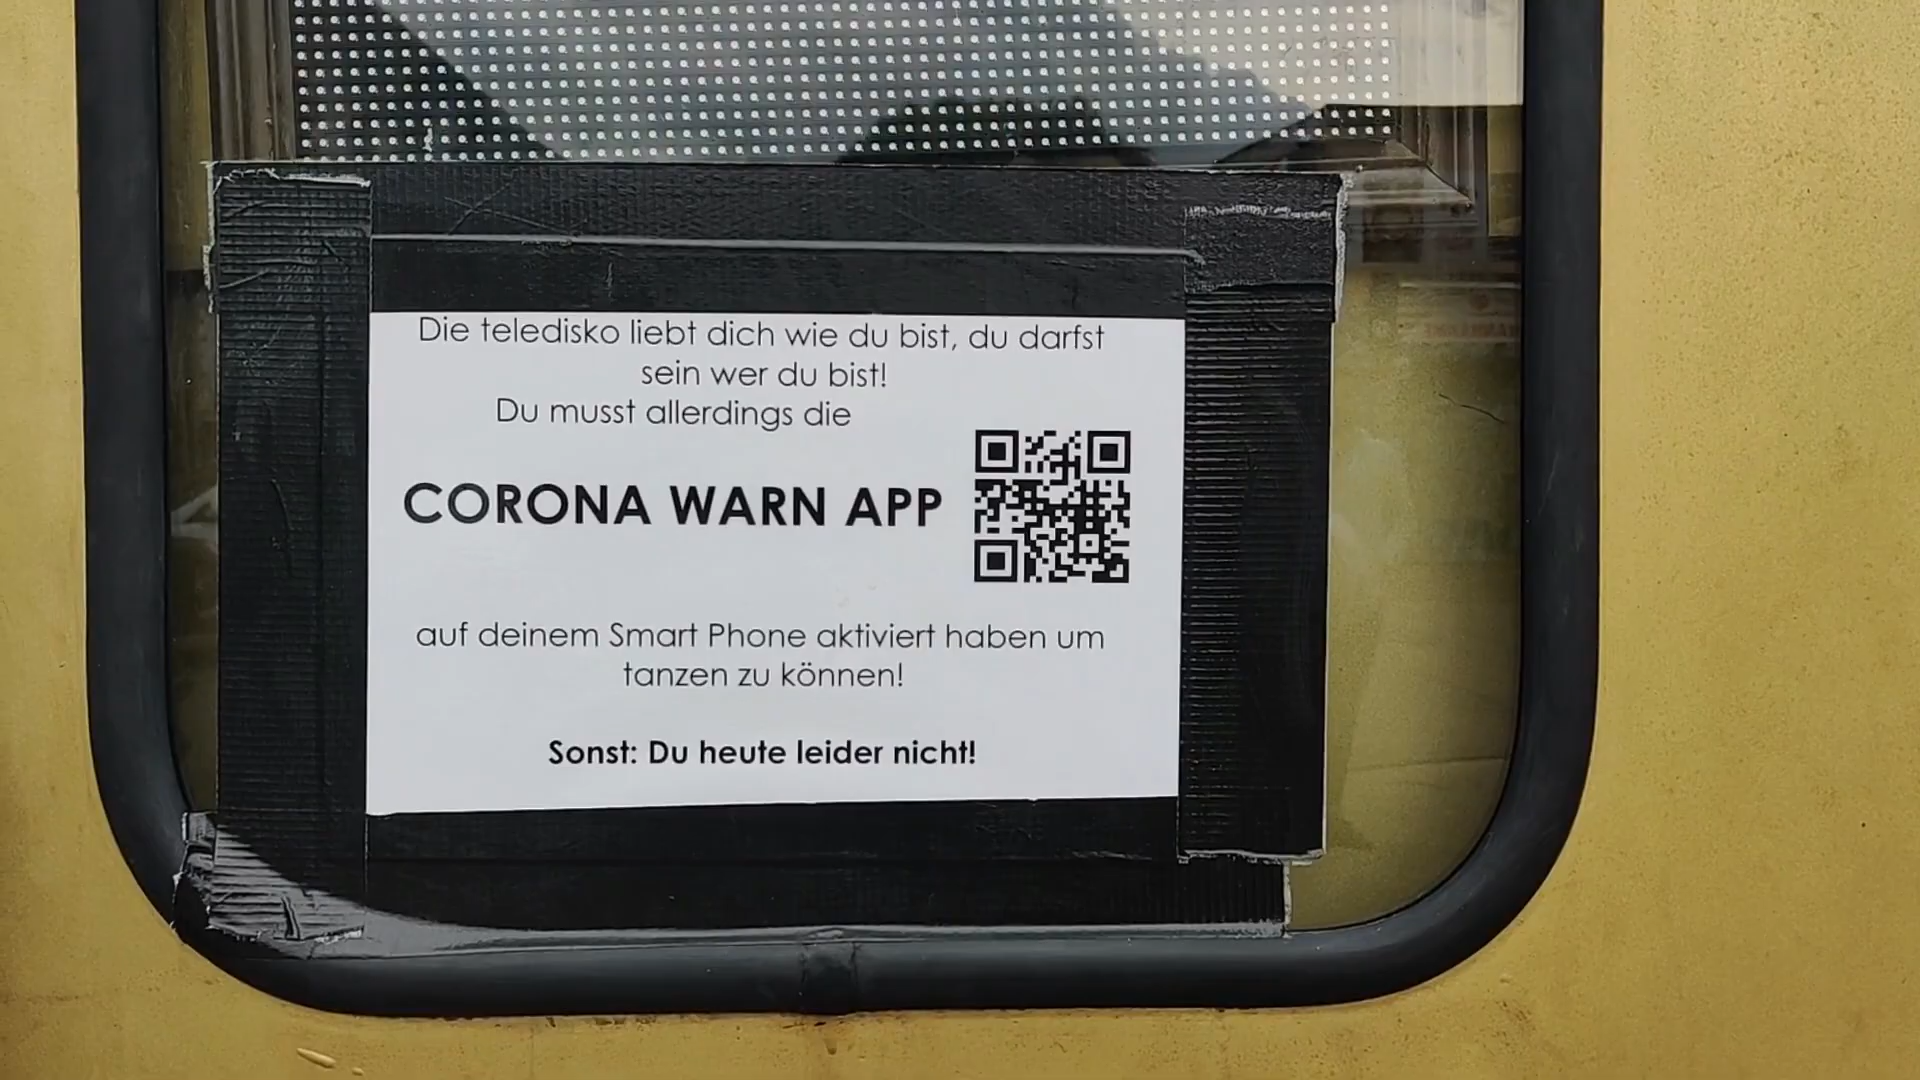 Die teledisko liebt dich wie du bist, du darfst
sein wer du bist!
Du musst allerdings die
CORONA WARN APP
auf deinem Smart Phone aktiviert haben um
tanzen zu können!
Sonst: Du heute leider nicht!